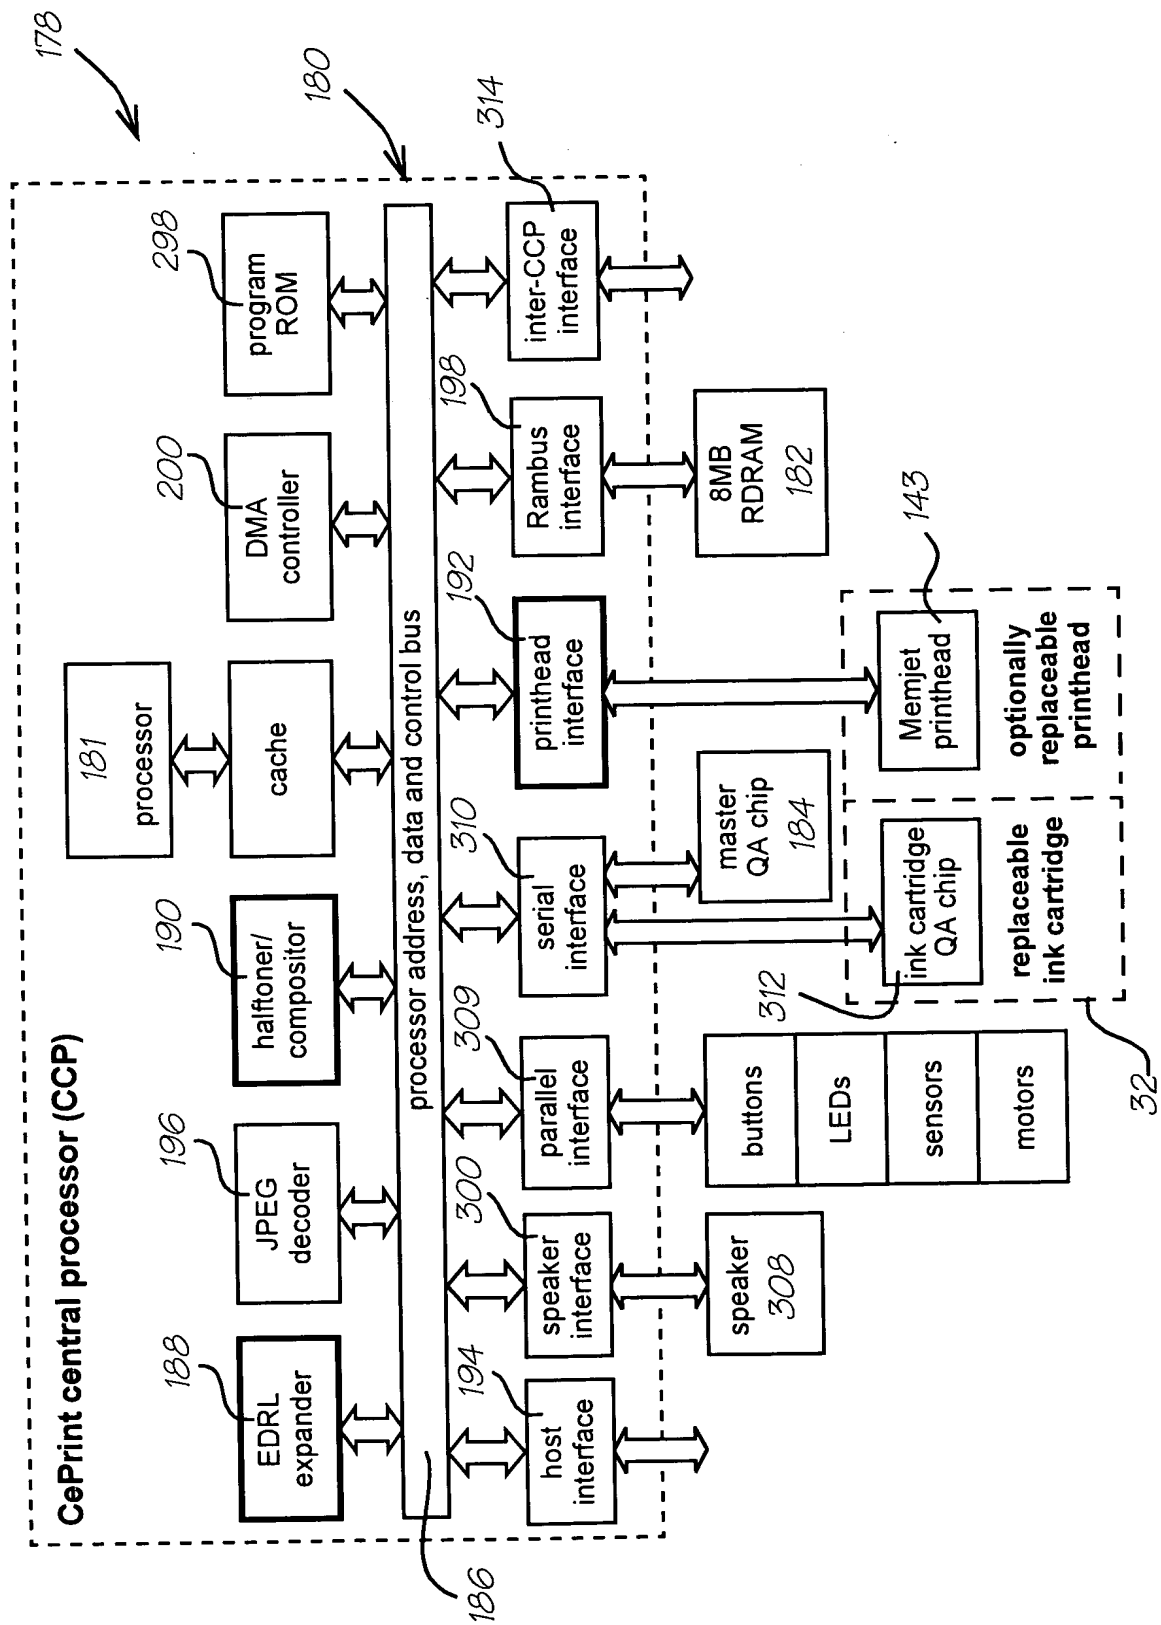 178
CePrint central processor (CCP)
180
181
processor
188
EDRL
expander
196
JPEG
decoder
190
halftoner/
compositor
cache
200
DMA
controller
298
program
ROM
186
processor address, data and control bus
194
host
interface
300
speaker
interface
309
parallel
interface
310
serial
interface
192
printhead
interface
198
Rambus
interface
314
inter-CCP
interface
speaker
308
buttons
LEDs
sensors
motors
master
QA chip
184
8MB
RDRAM
182
312
ink cartridge
QA chip
replaceable
ink cartridge
143
Memjet
printhead
optionally
replaceable
printhead
32